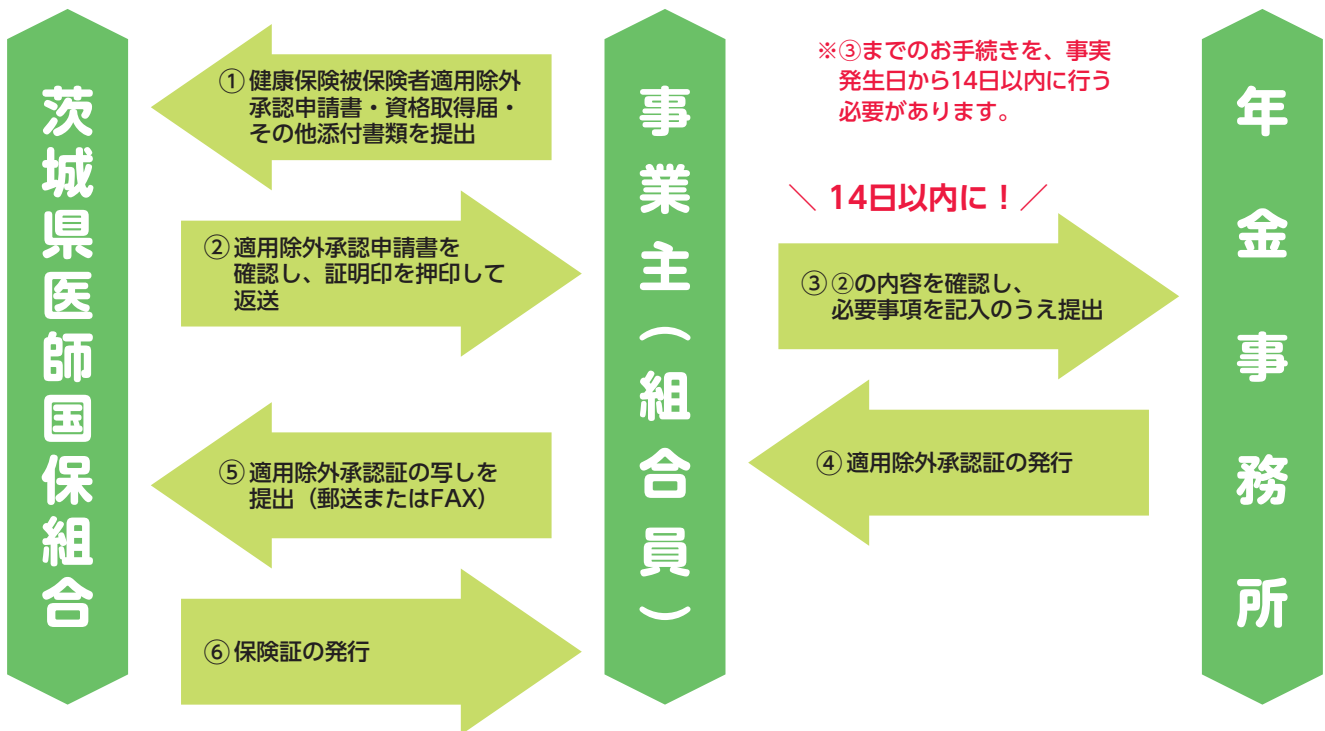 茨城県医師国保組合
①健康保険被保険者適用除外
承認申請書・資格取得届・
その他添付書類を提出
②適用除外承認申請書を
確認し、証明印を押印して
返送
⑤適用除外承認証の写しを
提出（郵送またはFAX）
⑥保険証の発行
事業主（組合員）
※③までのお手続きを、事実
発生日から14日以内に行う
必要があります。
＼ 14日以内に！／
③②の内容を確認し、
必要事項を記入のうえ提出
④適用除外承認証の発行
年金事務所